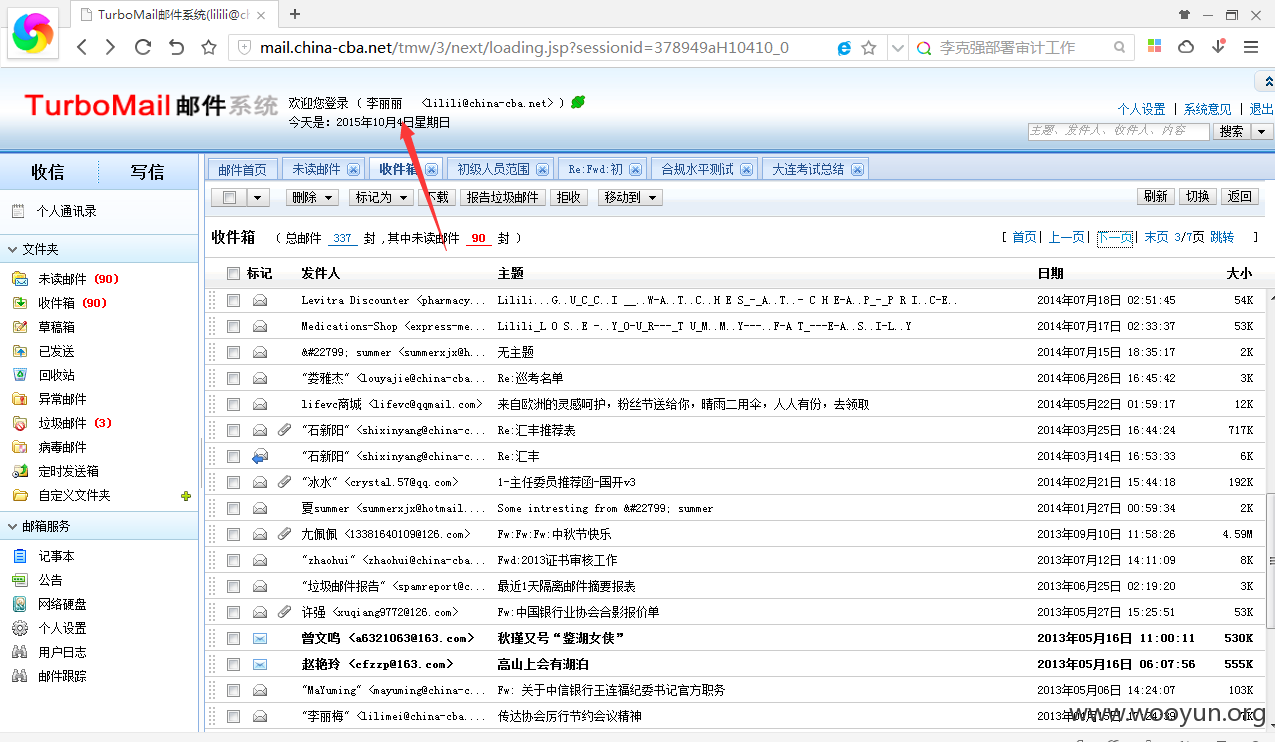 TurboMail邮件系统(lilili@ch
mail.china-cba.net/tmw/3/next/loading.jsp?sessionid=378949aH10410_0
李克强部署审计工作
TurboMail 邮件系统
欢迎您登录 ( 李丽丽 <lilili@china-cba.net> )
今天是: 2015年10月4日星期日
个人设置 | 系统意见 | 退出
主题、发件人、收件人、内容 搜索
收信 写信
个人通讯录
文件夹
未读邮件 (90)
收件箱 (90)
草稿箱
已发送
回收站
异常邮件
垃圾邮件 (3)
病毒邮件
定时发送箱
自定义文件夹
邮箱服务
记事本
公告
网络硬盘
个人设置
用户日志
邮件跟踪
邮件首页 未读邮件 收件箱 初级人员范围 Re:Fwd:初 合规水平测试 大连考试总结
删除 标记为 下载 报告垃圾邮件 拒收 移动到 刷新 切换 返回
收件箱 ( 总邮件 337 封 ,其中未读邮件 90 封 ) [ 首页| 上一页| 下一页| 末页 3/7页 跳转 ]
标记 发件人 主题 日期 大小
Levitra Discounter <pharmacy... Lilili...G..U_C_C..I __..W-A..T..C..H E S_-_A..T..- C H E-A..P_-_P R I..C-E.. 2014年07月18日 02:51:45 54K
Medications Shop <expressme... Lilili_L O S..E -..Y_O-U_R---_T U_M..M..Y---..F-A T_---E-A..S..I-L..Y 2014年07月17日 02:33:37 53K
&#22799; summer <summerxjx@h... 无主题 2014年07月15日 18:35:17 2K
"娄雅杰" <louyajie@china-cba... Re:巡考名单 2014年06月26日 16:45:42 3K
lifevc商城 <lifevc@qqmail.com> 来自欧洲的灵感呵护，粉丝节送给你，晴雨二用伞，人人有份，去领取 2014年05月22日 01:59:17 12K
"石新阳" <shixinyang@china-c... Re:汇丰推荐表 2014年03月25日 16:44:24 717K
"石新阳" <shixinyang@china-c... Re:汇丰 2014年03月14日 16:53:33 6K
"冰水" <crystal.57@qq.com> 1-主任委员推荐函-国开v3 2014年02月21日 15:44:18 192K
夏summer <summerxjx@hotmail.... Some intresting from &#22799; summer 2014年01月27日 00:59:34 2K
尤佩佩 <13381640109@129.com> Fw:Fw:Fw:中秋节快乐 2013年09月10日 11:58:26 4.59M
"zhaohui" <zhaohui@china-cba... Fwd:2013证书审核工作 2013年07月12日 14:11:09 8K
"垃圾邮件报告" <spamreport@c... 最近1天隔离邮件摘要报表 2013年06月25日 02:19:20 3K
许强 <xuqiang9772@126.com> Fw:中国银行业协会合影报价单 2013年05月27日 15:25:51 53K
曾文鸣 <a6321063@163.com> 秋瑾又号“鉴湖女侠” 2013年05月16日 11:00:11 530K
赵艳玲 <cfzzp@163.com> 高山上会有湖泊 2013年05月16日 06:07:56 555K
"MaYuming" <mayuming@china-c... Fw: 关于中信银行王连福纪委书记官方职务 2013年05月06日 14:24:07 103K
"李丽梅" <lilimei@china-cba... 传达协会厉行节约会议精神
www.wooyun.org